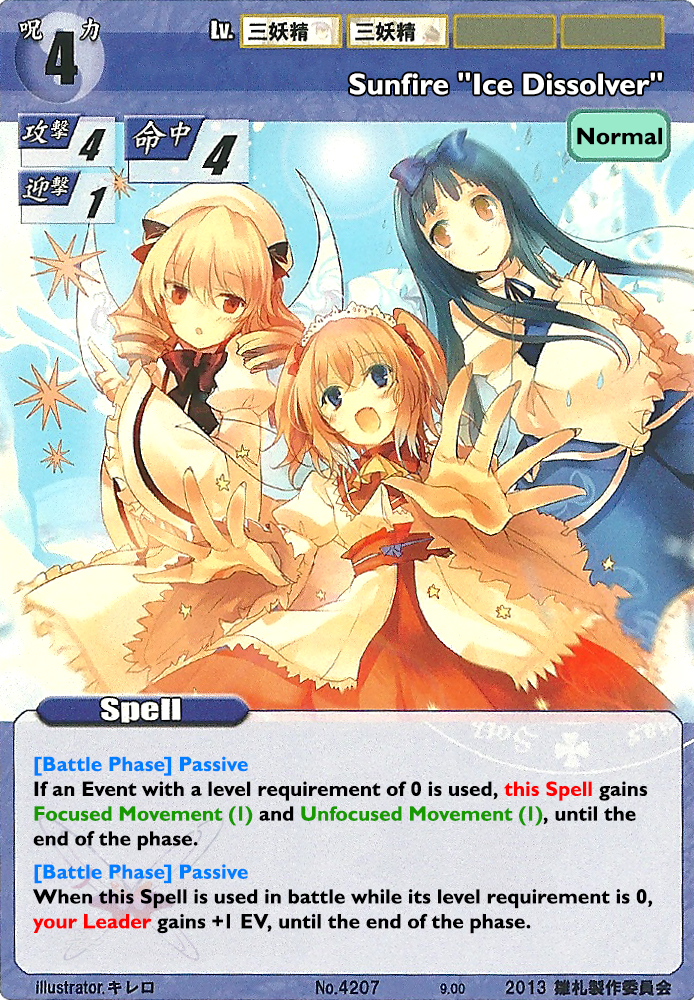 呪力
4
Lv. 三妖精 三妖精
Sunfire "Ice Dissolver"
攻撃 4
命中 4
Normal
迎撃 1
Spell
[Battle Phase] Passive
If an Event with a level requirement of 0 is used, this Spell gains
Focused Movement (1) and Unfocused Movement (1), until the
end of the phase.
[Battle Phase] Passive
When this Spell is used in battle while its level requirement is 0,
your Leader gains +1 EV, until the end of the phase.
illustrator.キレロ No.4207 9.00 2013 雛札製作委員会